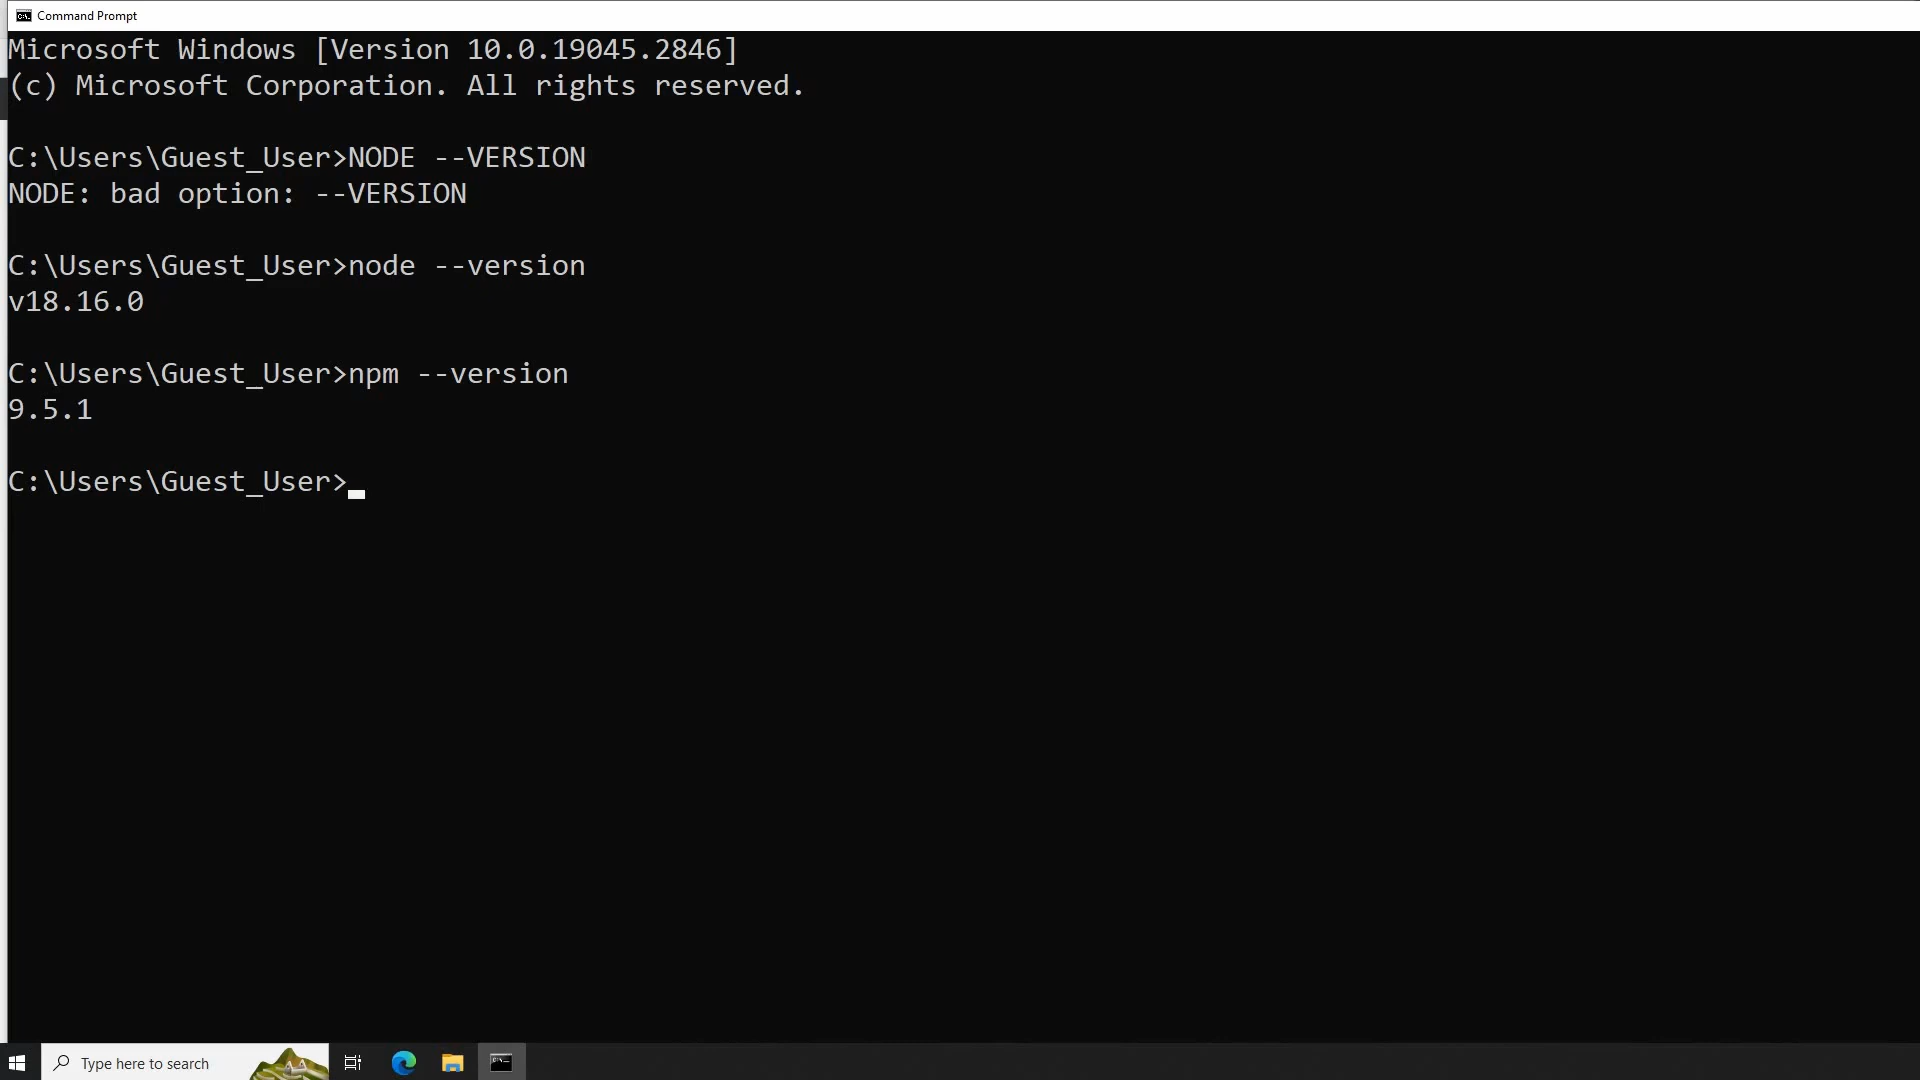 Command Prompt
Microsoft Windows [Version 10.0.19045.2846]
(c) Microsoft Corporation. All rights reserved.
C:\Users\Guest_User>NODE --VERSION
NODE: bad option: --VERSION
C:\Users\Guest_User>node --version
v18.16.0
C:\Users\Guest_User>npm --version
9.5.1
C:\Users\Guest_User>
Type here to search